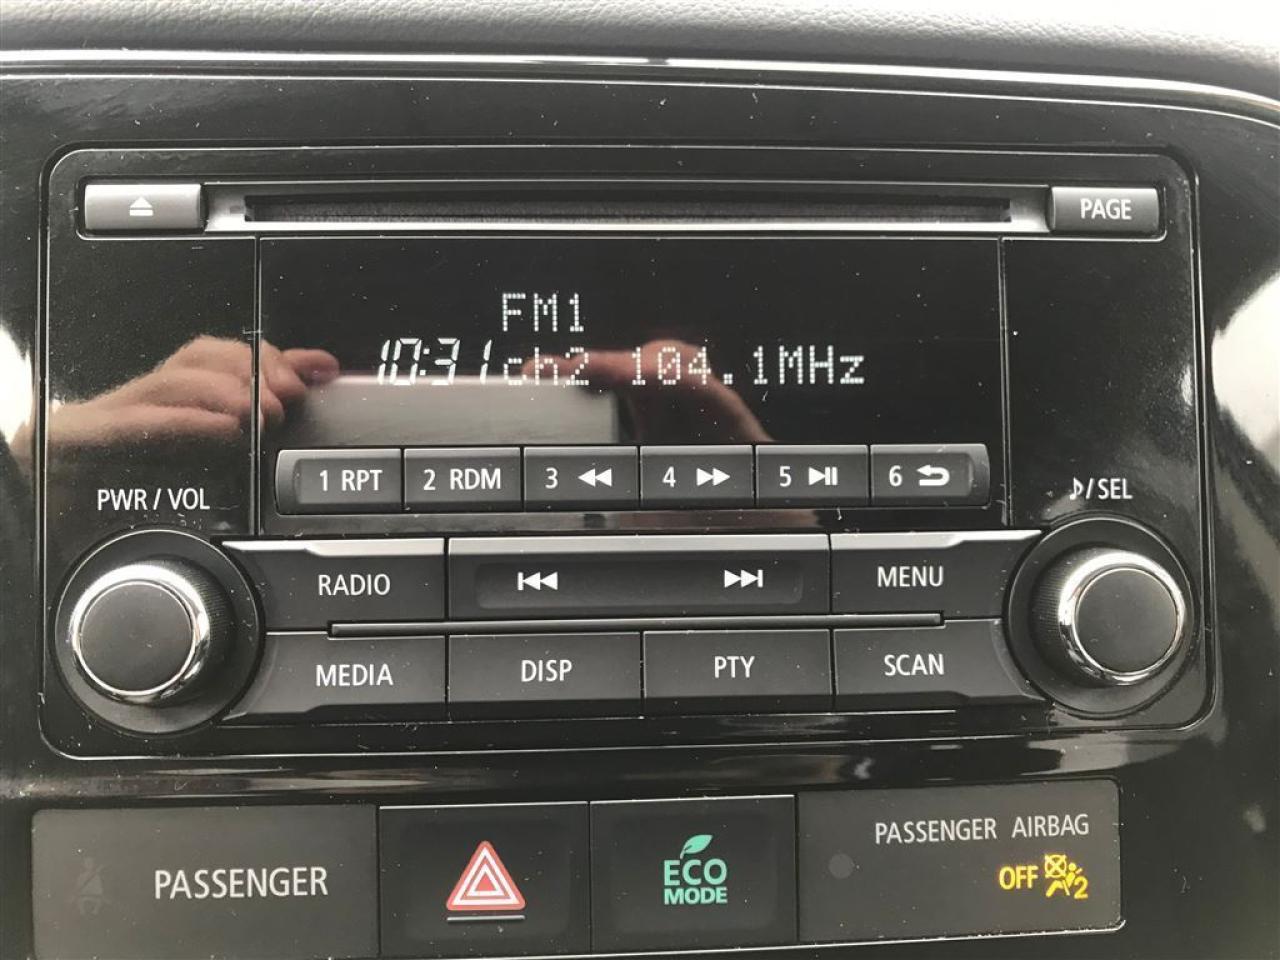 PAGE
FM1
10:31 ch2 104.1MHz
1 RPT 2 RDM 3 4 5 6
PWR / VOL
/SEL
RADIO MENU
MEDIA DISP PTY SCAN
PASSENGER
ECO
MODE
PASSENGER AIRBAG
OFF 2